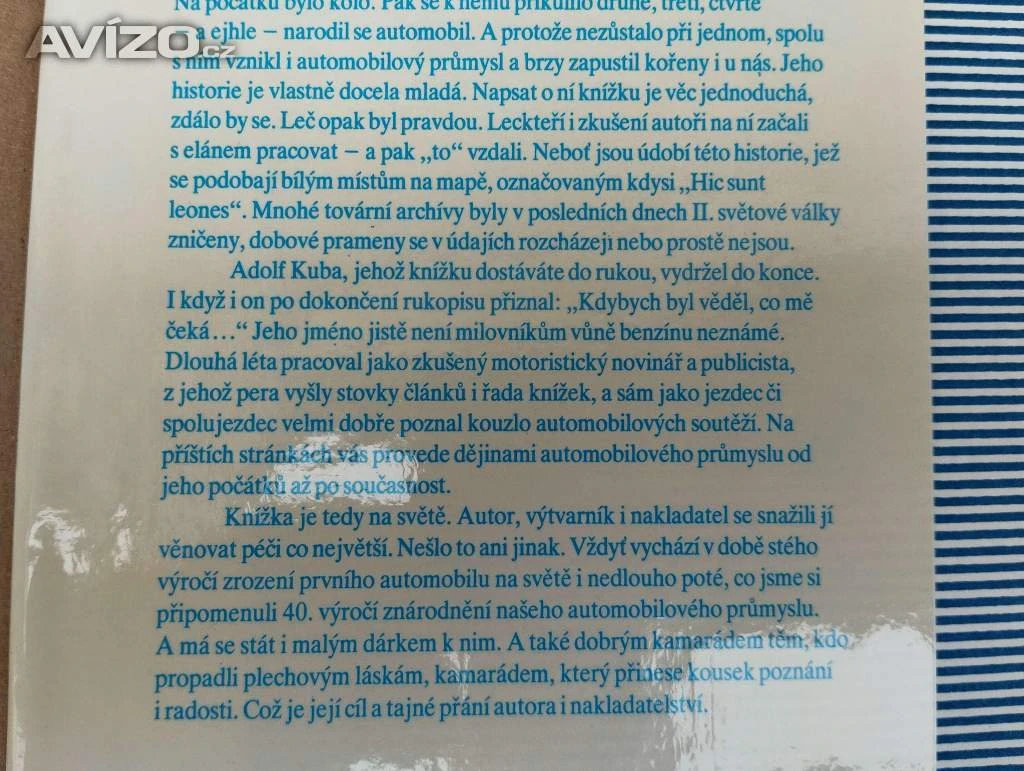 Na počátku bylo kolo. Pak se k němu přikulilo druhé, třetí, čtvrté
AVÍZO.cz
a ejhle – narodil se automobil. A protože nezůstalo při jednom, spolu
s ním vznikl i automobilový průmysl a brzy zapustil kořeny i u nás. Jeho
historie je vlastně docela mladá. Napsat o ní knížku je věc jednoduchá,
zdálo by se. Leč opak byl pravdou. Leckteří i zkušení autoři na ní začali
s elánem pracovat – a pak „to“ vzdali. Neboť jsou údobí této historie, jež
se podobají bílým místům na mapě, označovaným kdysi „Hic sunt
leones“. Mnohé tovární archívy byly v posledních dnech II. světové války
zničeny, dobové prameny se v údajích rozcházejí nebo prostě nejsou.
Adolf Kuba, jehož knížku dostáváte do rukou, vydržel do konce.
I když i on po dokončení rukopisu přiznal: „Kdybych byl věděl, co mě
čeká...“ Jeho jméno jistě není milovníkům vůně benzínu neznámé.
Dlouhá léta pracoval jako zkušený motoristický novinář a publicista,
z jehož pera vyšly stovky článků i řada knížek, a sám jako jezdec či
spolujezdec velmi dobře poznal kouzlo automobilových soutěží. Na
příštích stránkách vás provede dějinami automobilového průmyslu od
jeho počátků až po současnost.
Knížka je tedy na světě. Autor, výtvarník i nakladatel se snažili jí
věnovat péči co největší. Nešlo to ani jinak. Vždyť vychází v době stého
výročí zrození prvního automobilu na světě i nedlouho poté, co jsme si
připomenuli 40. výročí znárodnění našeho automobilového průmyslu.
A má se stát i malým dárkem k nim. A také dobrým kamarádem těm, kdo
propadli plechovým láskám, kamarádem, který přinese kousek poznání
i radosti. Což je její cíl a tajné přání autora i nakladatelství.